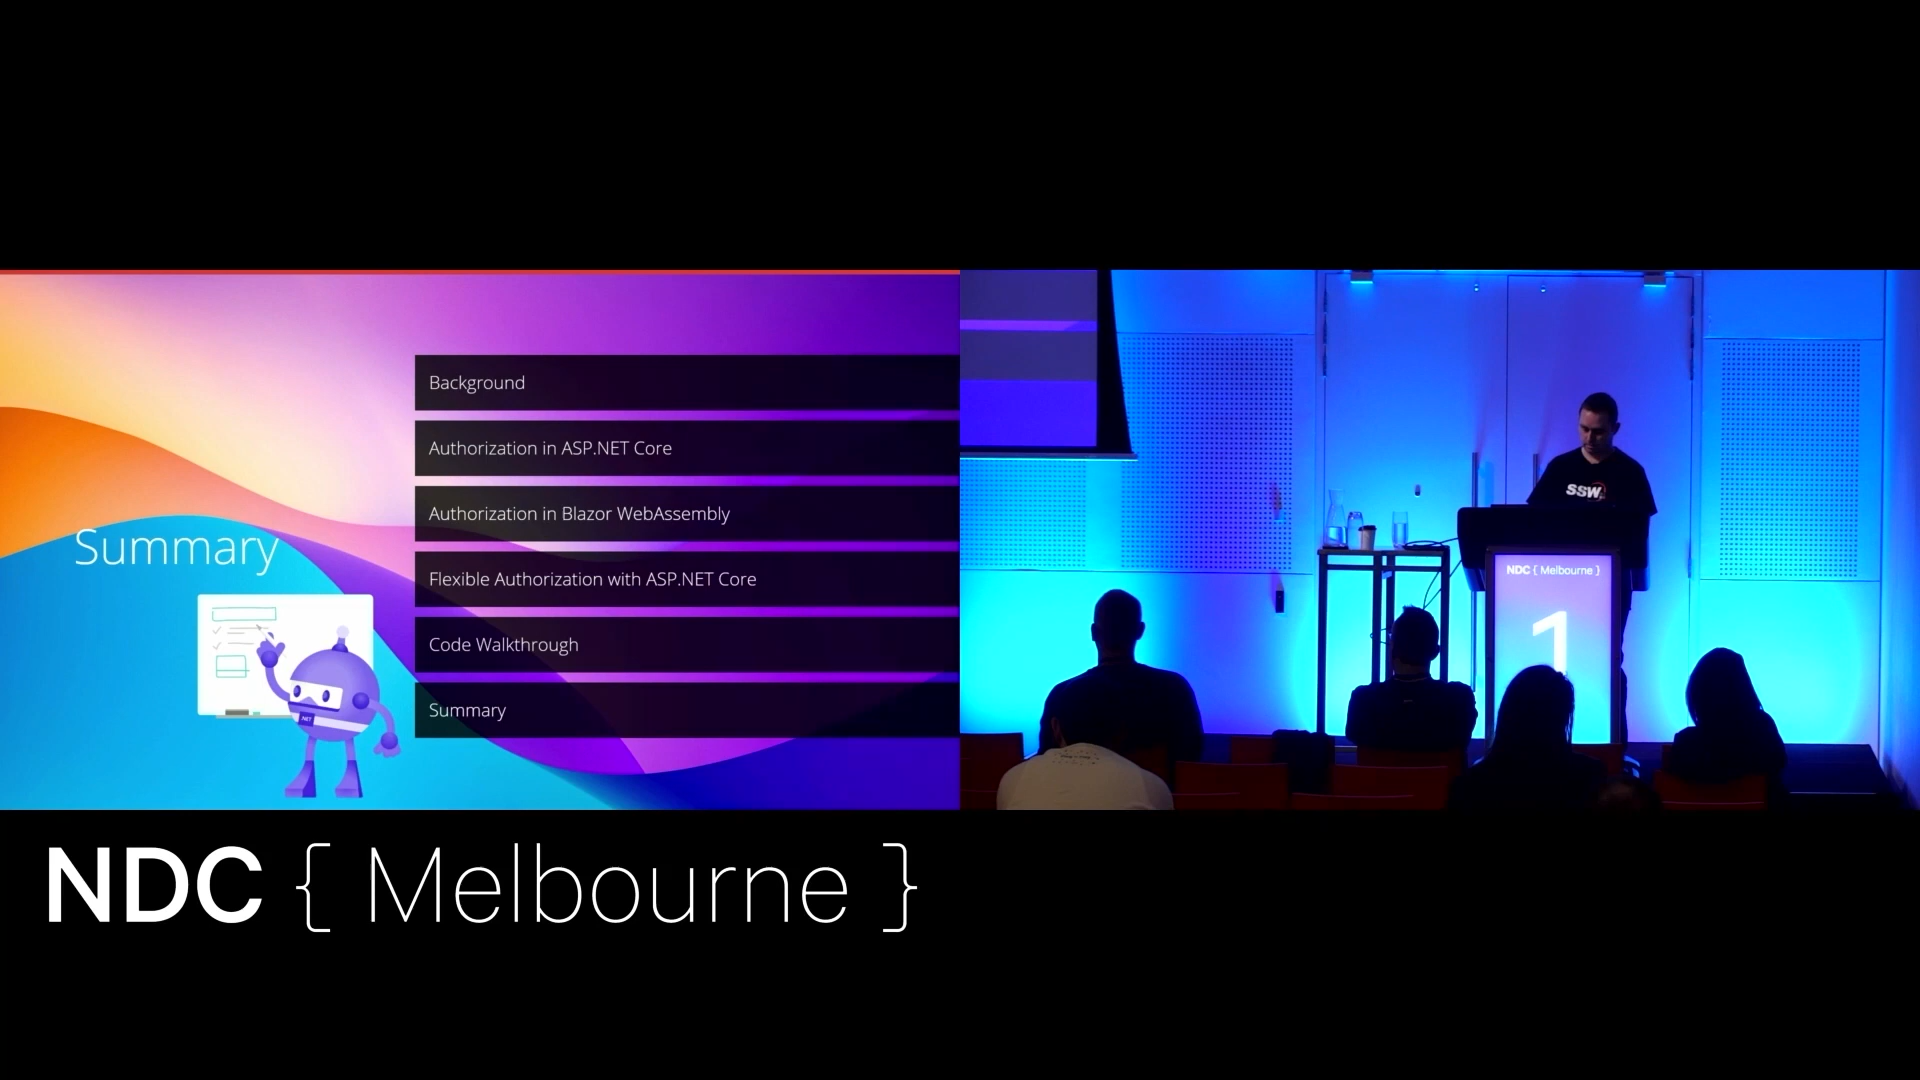 Summary
Background
Authorization in ASP.NET Core
Authorization in Blazor WebAssembly
Flexible Authorization with ASP.NET Core
Code Walkthrough
Summary
.NET
SSW
NDC { Melbourne }
1
NDC { Melbourne }